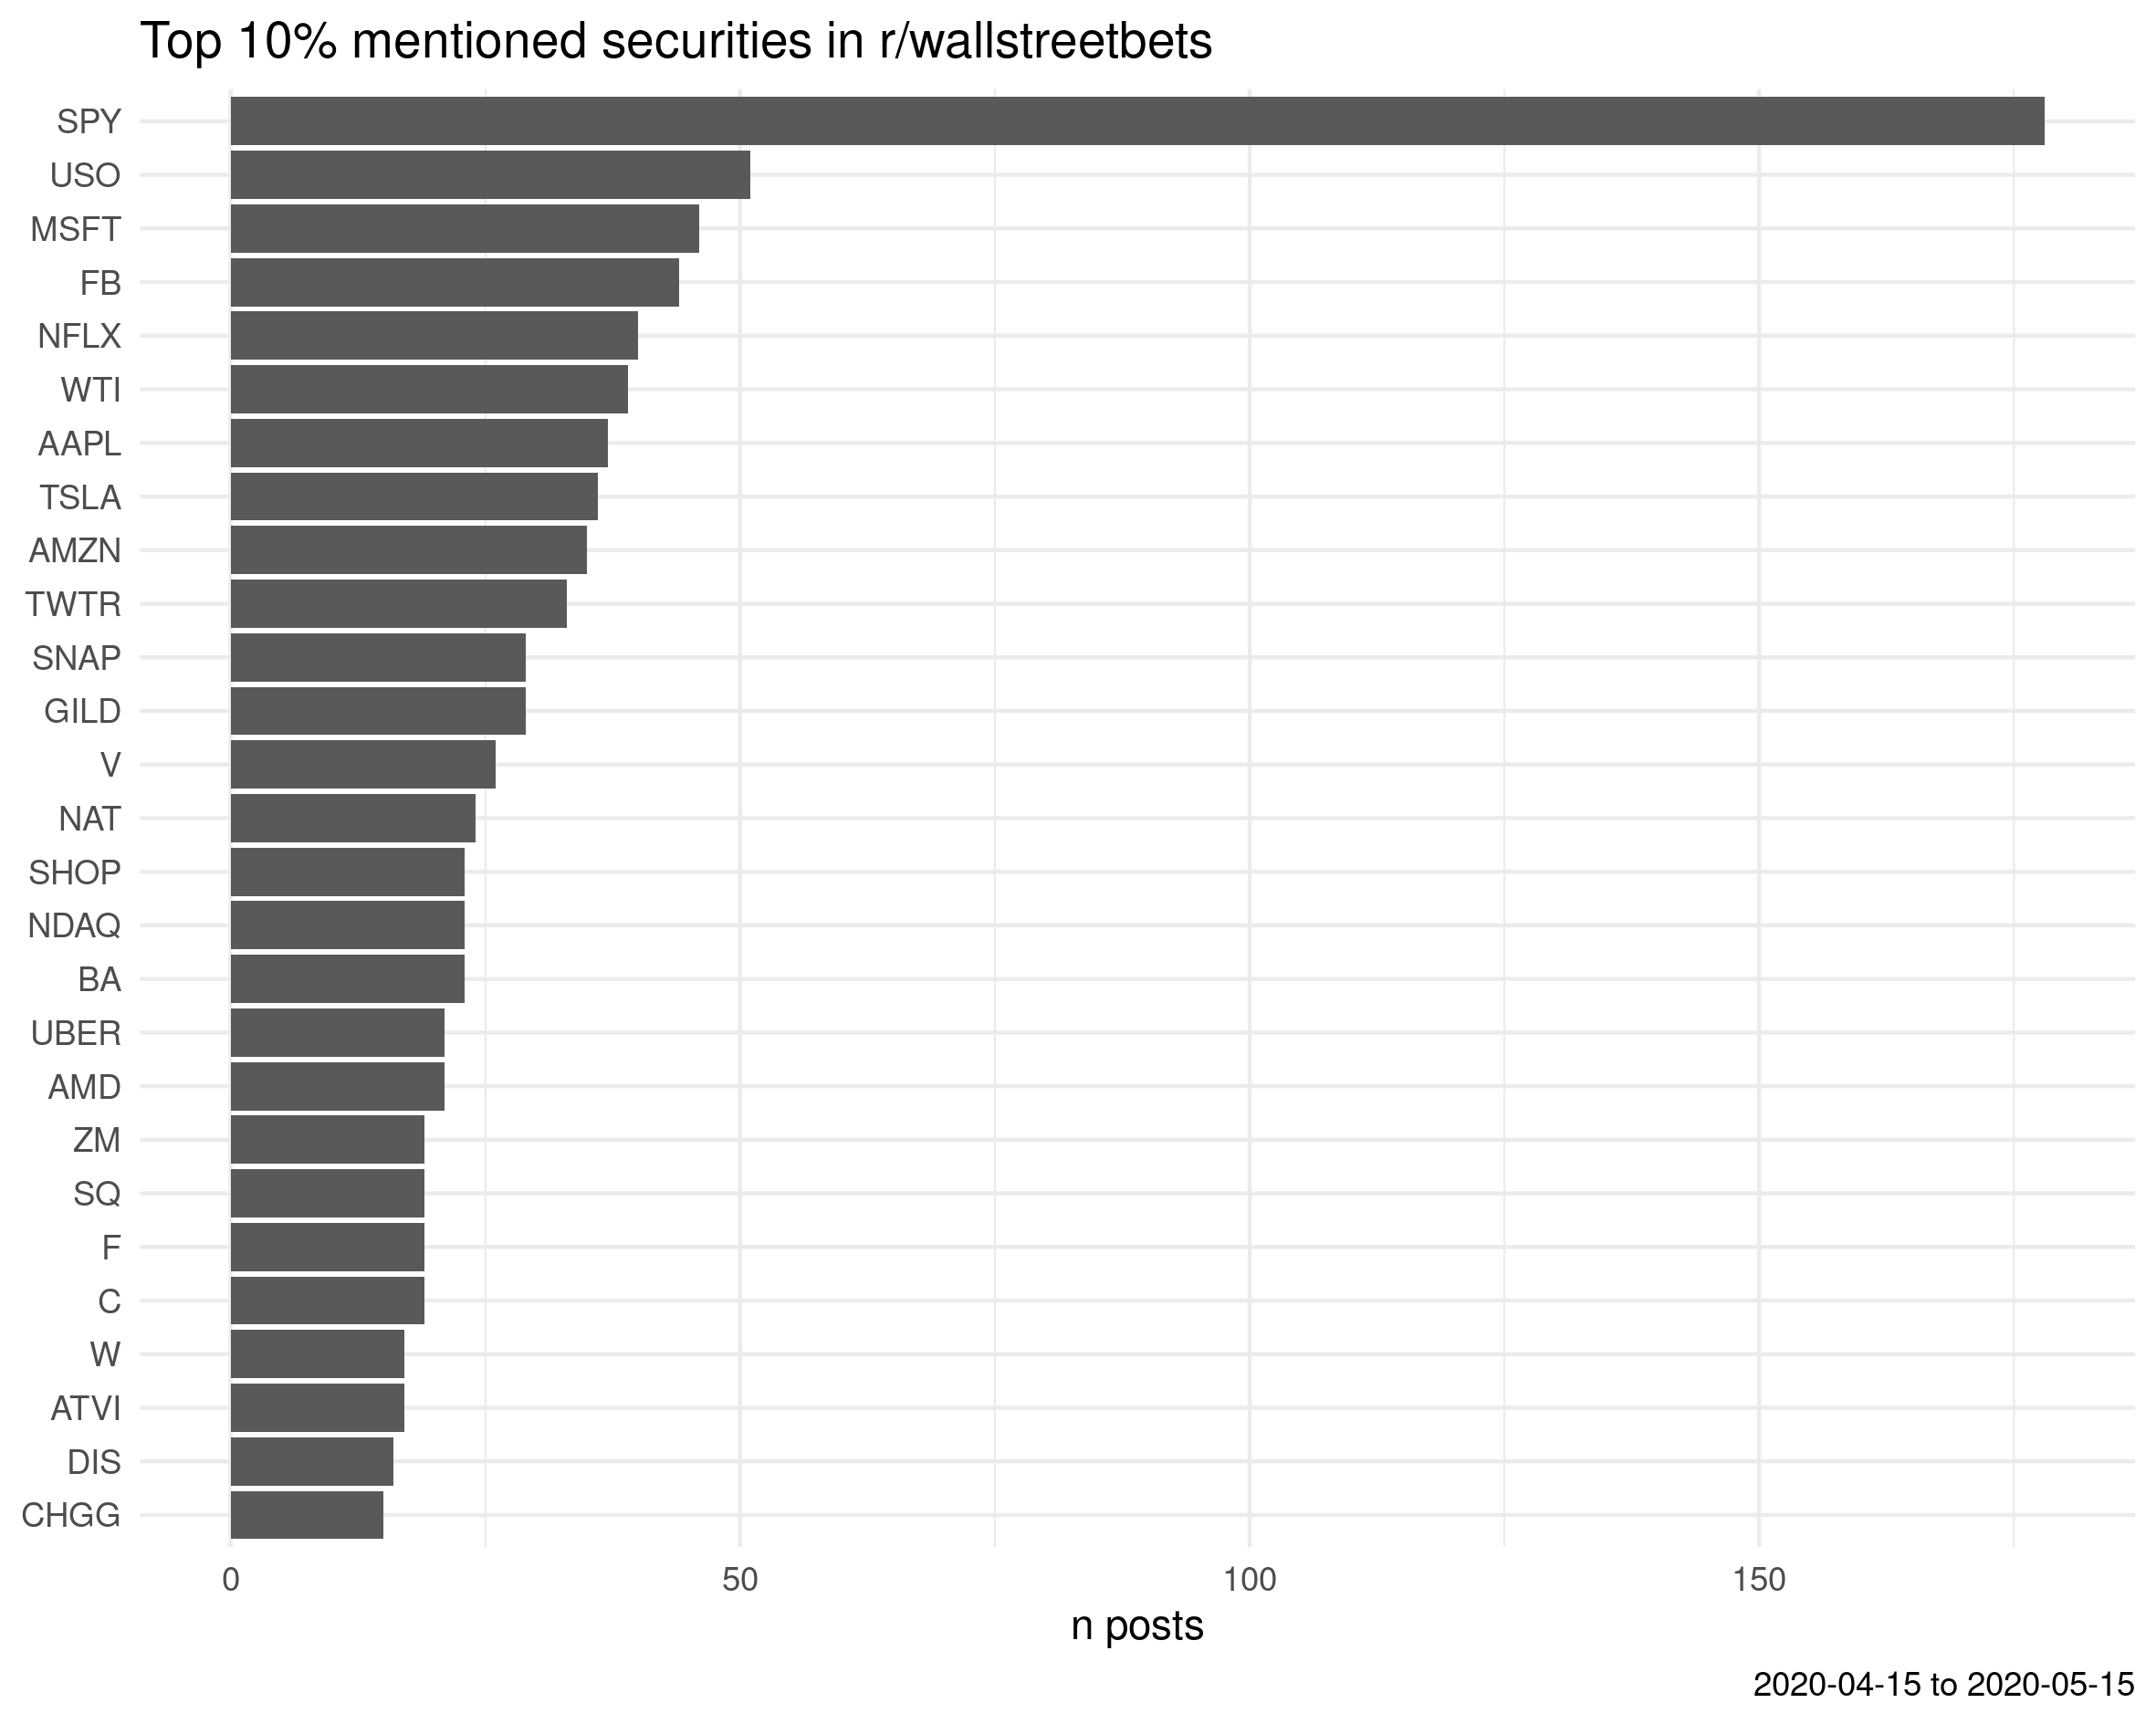 Top 10% mentioned securities in r/wallstreetbets
SPY
USO
MSFT
FB
NFLX
WTI
AAPL
TSLA
AMZN
TWTR
SNAP
GILD
V
NAT
SHOP
NDAQ
BA
UBER
AMD
ZM
SQ
F
C
W
ATVI
DIS
CHGG
0 50 100 150
n posts
2020-04-15 to 2020-05-15